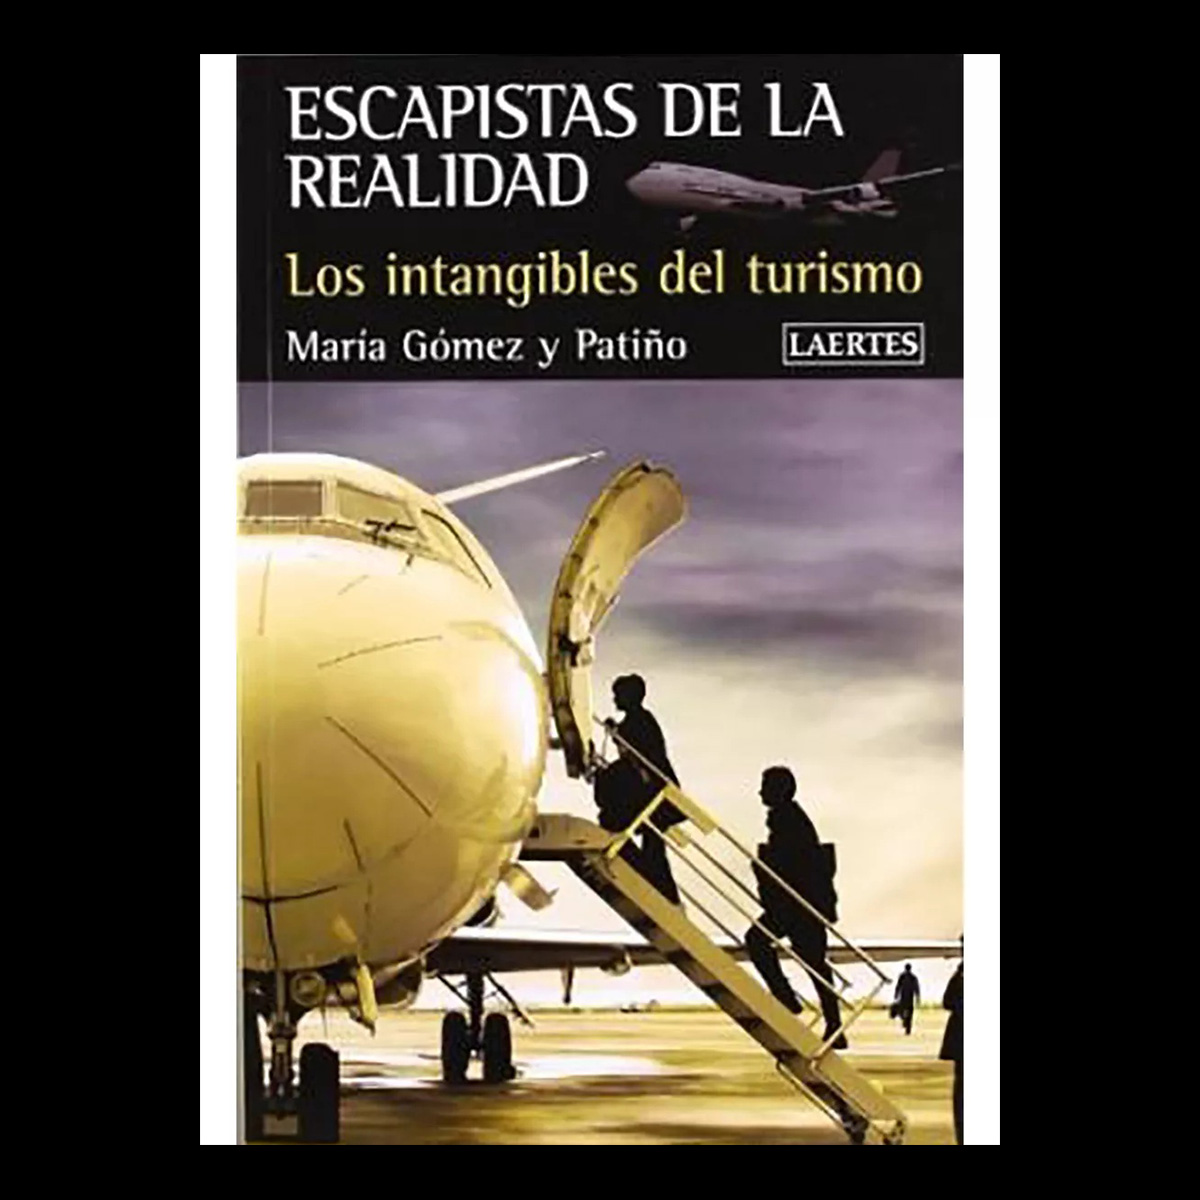 ESCAPISTAS DE LA
REALIDAD
Los intangibles del turismo
María Gómez y Patiño
LAERTES